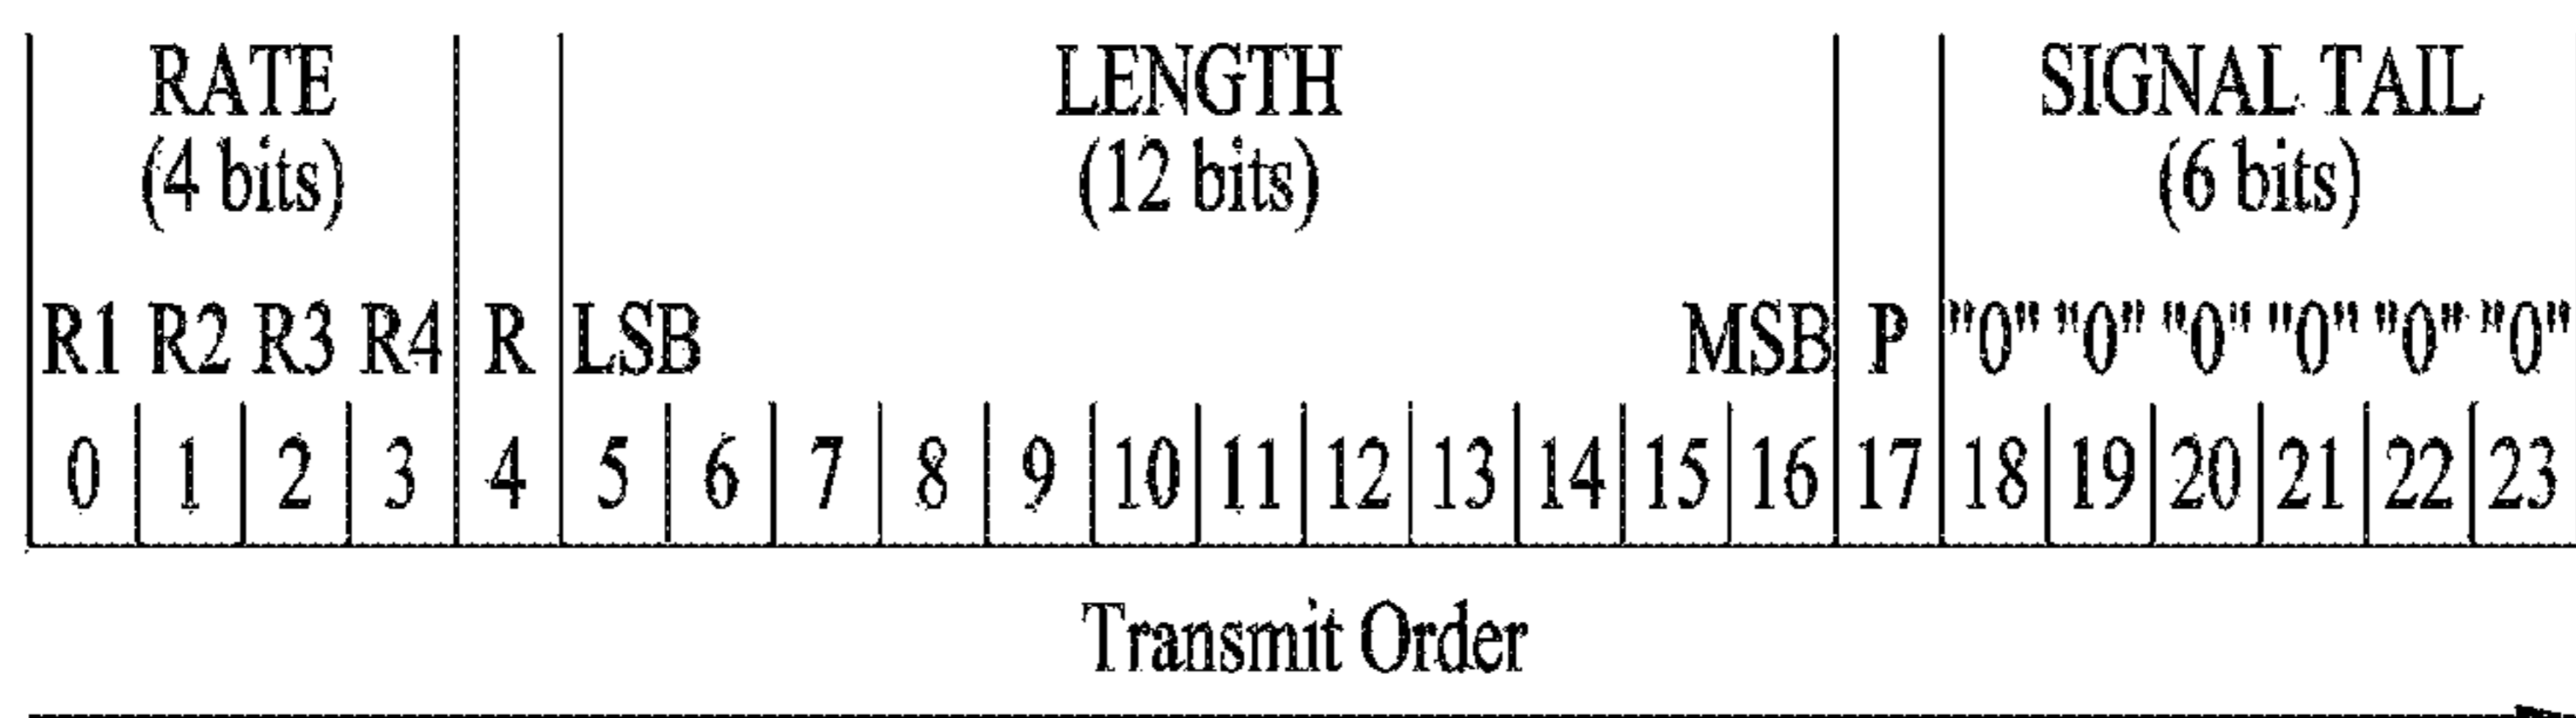 RATE LENGTH SIGNAL TAIL
(4 bits) (12 bits) (6 bits)
R1 R2 R3 R4 R LSB MSB P "0" "0" "0" "0" "0" "0"
0 1 2 3 4 5 6 7 8 9 10 11 12 13 14 15 16 17 18 19 20 21 22 23
Transmit Order